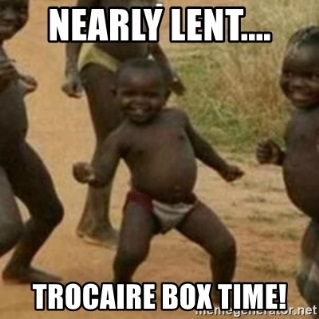 NEARLY LENT....
TROCAIRE BOX TIME!
memegenerator.net